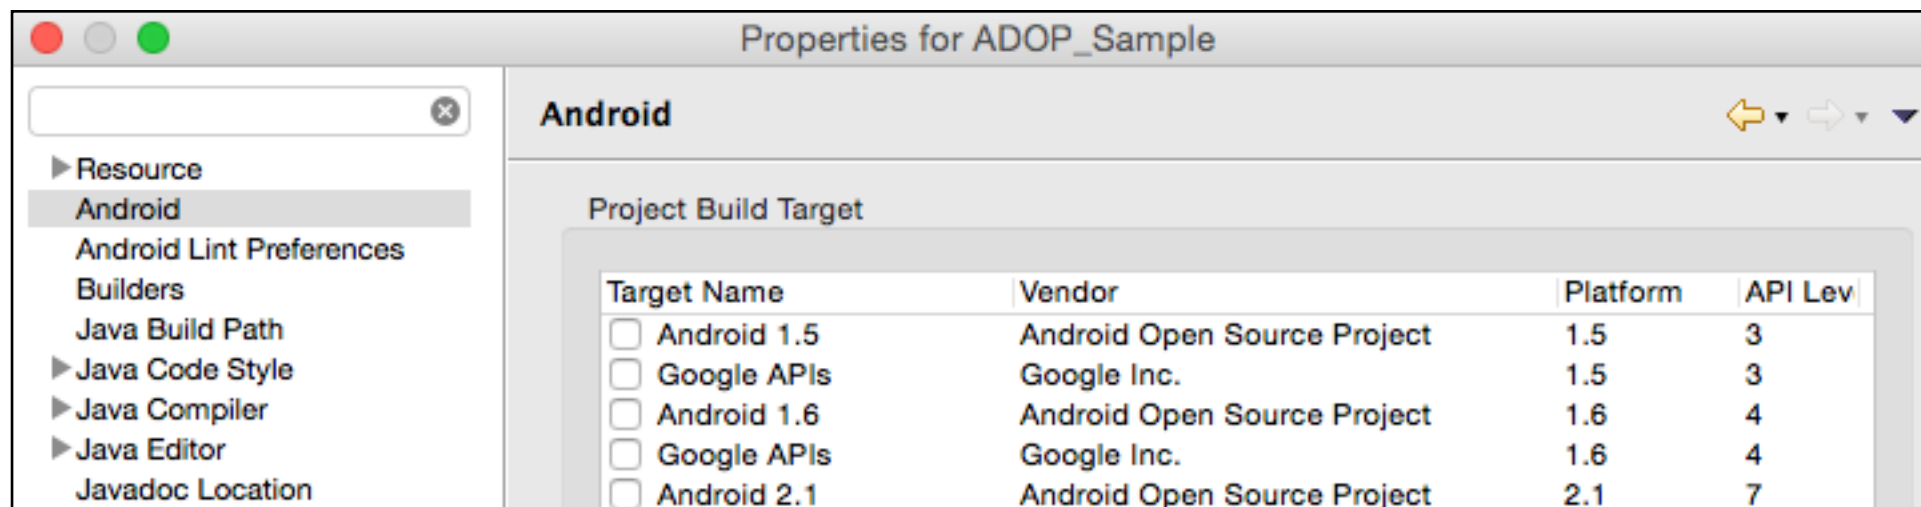 Properties for ADOP_Sample
Resource
Android
Android Lint Preferences
Builders
Java Build Path
Java Code Style
Java Compiler
Java Editor
Javadoc Location
Android
Project Build Target
Target Name Vendor Platform API Lev
Android 1.5 Android Open Source Project 1.5 3
Google APIs Google Inc. 1.5 3
Android 1.6 Android Open Source Project 1.6 4
Google APIs Google Inc. 1.6 4
Android 2.1 Android Open Source Project 2.1 7